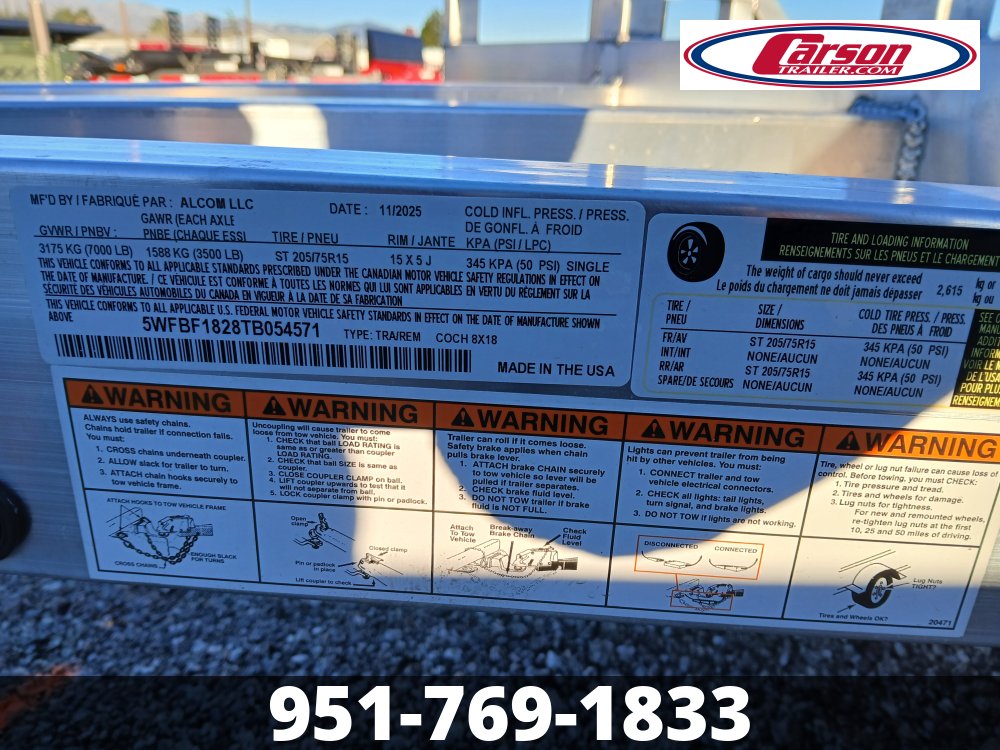 Carson
TRAILER.COM
MF'D BY / FABRIQUÉ PAR : ALCOM LLC
DATE : 11/2025
GAWR (EACH AXLE
GVWR / PNBV : PNBE (CHAQUE ESSI
TIRE / PNEU
RIM / JANTE
COLD INFL. PRESS. / PRESS.
DE GONFL. À FROID
KPA (PSI / LPC)
3175 KG (7000 LB) 1588 KG (3500 LB) ST 205/75R15 15 X 5 J 345 KPA (50 PSI) SINGLE
THIS VEHICLE CONFORMS TO ALL APPLICABLE STANDARDS PRESCRIBED UNDER THE CANADIAN MOTOR VEHICLE SAFETY REGULATIONS IN EFFECT ON
THE DATE OF MANUFACTURE. / CE VÉHICULE EST CONFORME À TOUTES LES NORMES QUI LUI SONT APPLICABLES EN VERTU DU RÈGLEMENT SUR LA
SÉCURITÉ DES VÉHICULES AUTOMOBILES DU CANADA EN VIGUEUR À LA DATE DE SA FABRICATION
THIS VEHICLE CONFORMS TO ALL APPLICABLE U.S. FEDERAL MOTOR VEHICLE SAFETY STANDARDS IN EFFECT ON THE DATE OF MANUFACTURE SHOWN
ABOVE
5WFBF1828TB054571
TYPE: TRA/REM COCH 8X18
MADE IN THE USA
TIRE AND LOADING INFORMATION
RENSEIGNEMENTS SUR LES PNEUS ET LE CHARGEMENT
The weight of cargo should never exceed
Le poids du chargement ne doit jamais dépasser
2,615
kg or
kg ou
TIRE /
PNEU
SIZE /
DIMENSIONS
COLD TIRE PRESS. / PRESS.
DES PNEUS À FROID
FR/AV ST 205/75R15 345 KPA (50 PSI)
INT/INT NONE/AUCUN NONE/AUCUN
RR/AR ST 205/75R15 345 KPA (50 PSI)
SPARE/DE SECOURS NONE/AUCUN NONE/AUCUN
SEE
MANU
ADDIT
INFORM
VOIR LE M
DE L'USA
POUR PLUS
RENSEIGNEM
WARNING
ALWAYS use safety chains.
Chains hold trailer if connection fails.
You must:
1. CROSS chains underneath coupler.
2. ALLOW slack for trailer to turn.
3. ATTACH chain hooks securely to
tow vehicle frame.
ATTACH HOOKS TO TOW VEHICLE FRAME
ENOUGH SLACK
FOR TURNS
CROSS CHAINS
WARNING
Uncoupling will cause trailer to come
loose from tow vehicle. You must:
1. CHECK that ball LOAD RATING is
same as or greater than coupler
LOAD RATING.
2. CHECK that ball SIZE is same as
coupler.
3. CLOSE COUPLER CLAMP on ball.
4. LIFT coupler upwards to test that it
will not separate from ball.
5. LOCK coupler clamp with pin or padlock.
Open
clamp
Closed clamp
Pin or padlock
in place
Lift coupler to check
WARNING
Trailer can roll if it comes loose.
Safety brake applies when chain
pulls brake lever.
1. ATTACH brake CHAIN securely
to tow vehicle so lever will be
pulled if trailer separates.
2. CHECK brake fluid level.
3. DO NOT TOW trailer if brake
fluid is NOT FULL.
Attach
To Tow
Vehicle
Break-away
Brake Chain
Check
Fluid
Level
WARNING
Lights can prevent trailer from being
hit by other vehicles. You must:
1. CONNECT trailer and tow
vehicle electrical connectors.
2. CHECK all lights: tail lights,
turn signal, and brake lights.
3. DO NOT TOW if lights are not working.
DISCONNECTED
CONNECTED
WARNING
Tire, wheel or lug nut failure can cause loss of
control. Before towing, you must CHECK:
1. Tire pressure and tread.
2. Tires and wheels for damage.
3. Lug nuts for tightness.
For new and remounted wheels,
re-tighten lug nuts at the first
10, 25 and 50 miles of driving.
Lug Nuts
TIGHT?
Tires and Wheels OK?
20471
951-769-1833